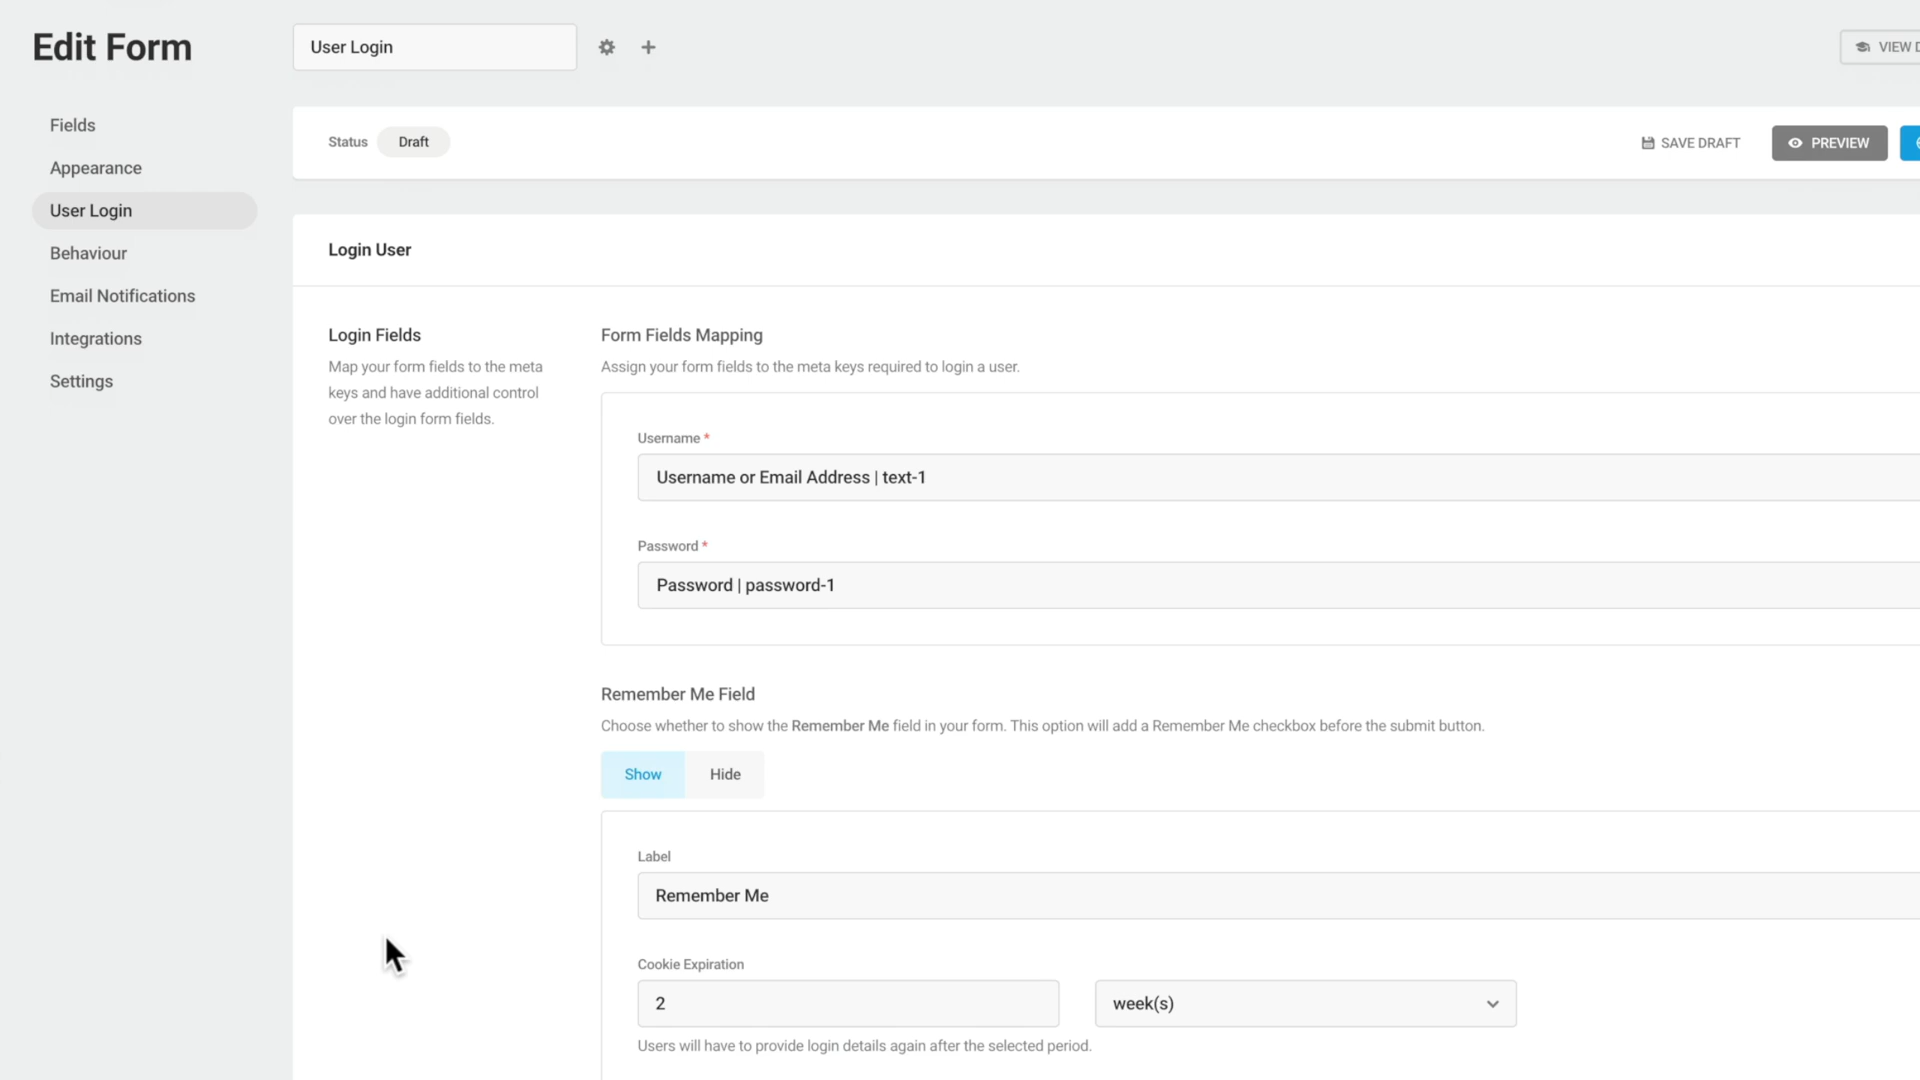 Edit Form
User Login
VIEW D
Fields
Appearance
User Login
Behaviour
Email Notifications
Integrations
Settings
Status
Draft
SAVE DRAFT
PREVIEW
Login User
Login Fields
Map your form fields to the meta
keys and have additional control
over the login form fields.
Form Fields Mapping
Assign your form fields to the meta keys required to login a user.
Username *
Username or Email Address | text-1
Password *
Password | password-1
Remember Me Field
Choose whether to show the Remember Me field in your form. This option will add a Remember Me checkbox before the submit button.
Show
Hide
Label
Remember Me
Cookie Expiration
2
week(s)
Users will have to provide login details again after the selected period.